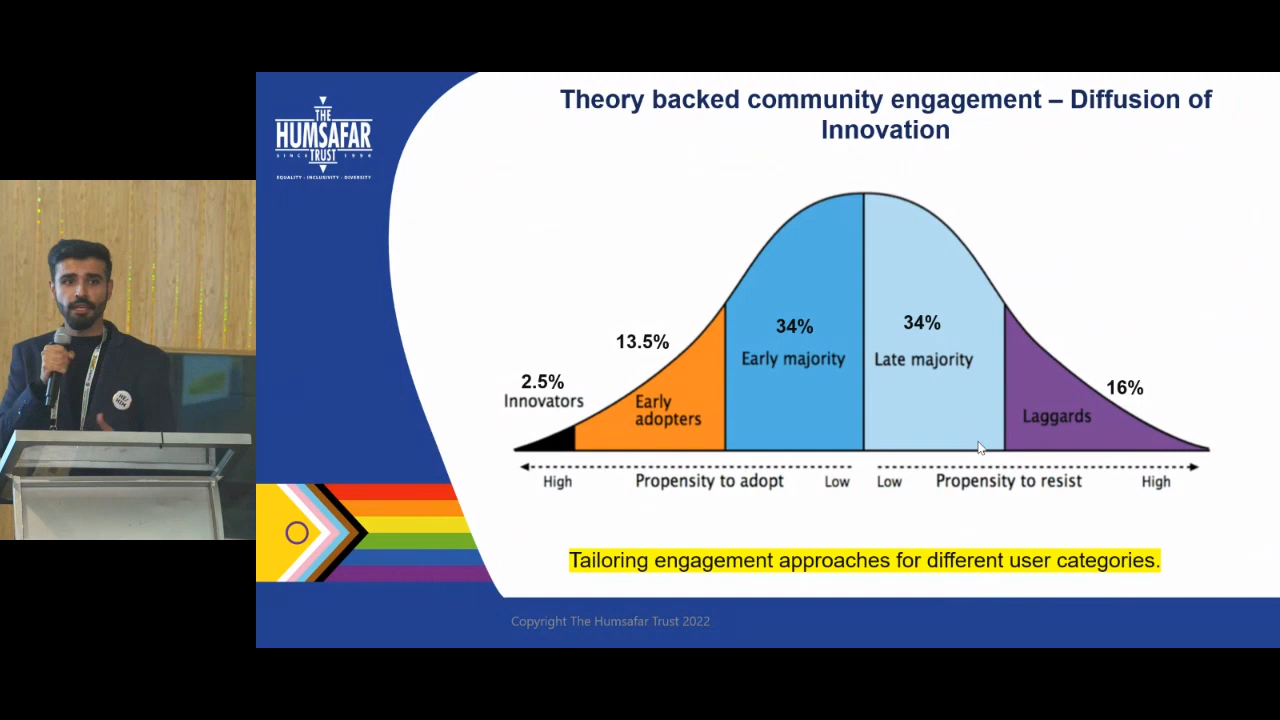 THE
HUMSAFAR
TRUST
SINCE 1994
EQUALITY · INCLUSIVITY · DIVERSITY
Theory backed community engagement – Diffusion of
Innovation
2.5%
Innovators
13.5%
Early
adopters
34%
Early majority
34%
Late majority
16%
Laggards
High
Propensity to adopt
Low
Low
Propensity to resist
High
Tailoring engagement approaches for different user categories.
Copyright The Humsafar Trust 2022
HE/
HIM